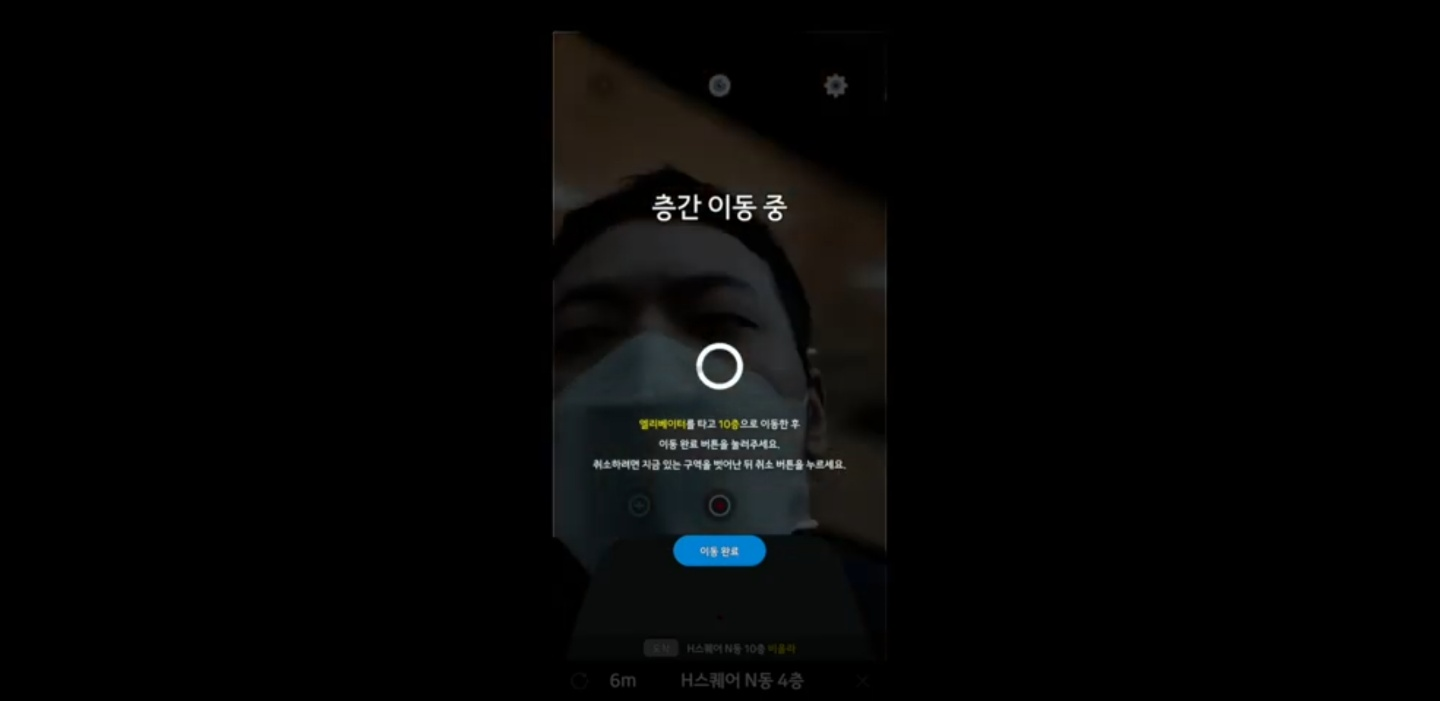 층간 이동 중
엘리베이터를 타고 10층으로 이동한 후
이동 완료 버튼을 눌러주세요.
취소하려면 지금 있는 구역을 벗어난 뒤 취소 버튼을 누르세요.
이동 완료
H스퀘어 N동 10층
6m H스퀘어 N동 4층